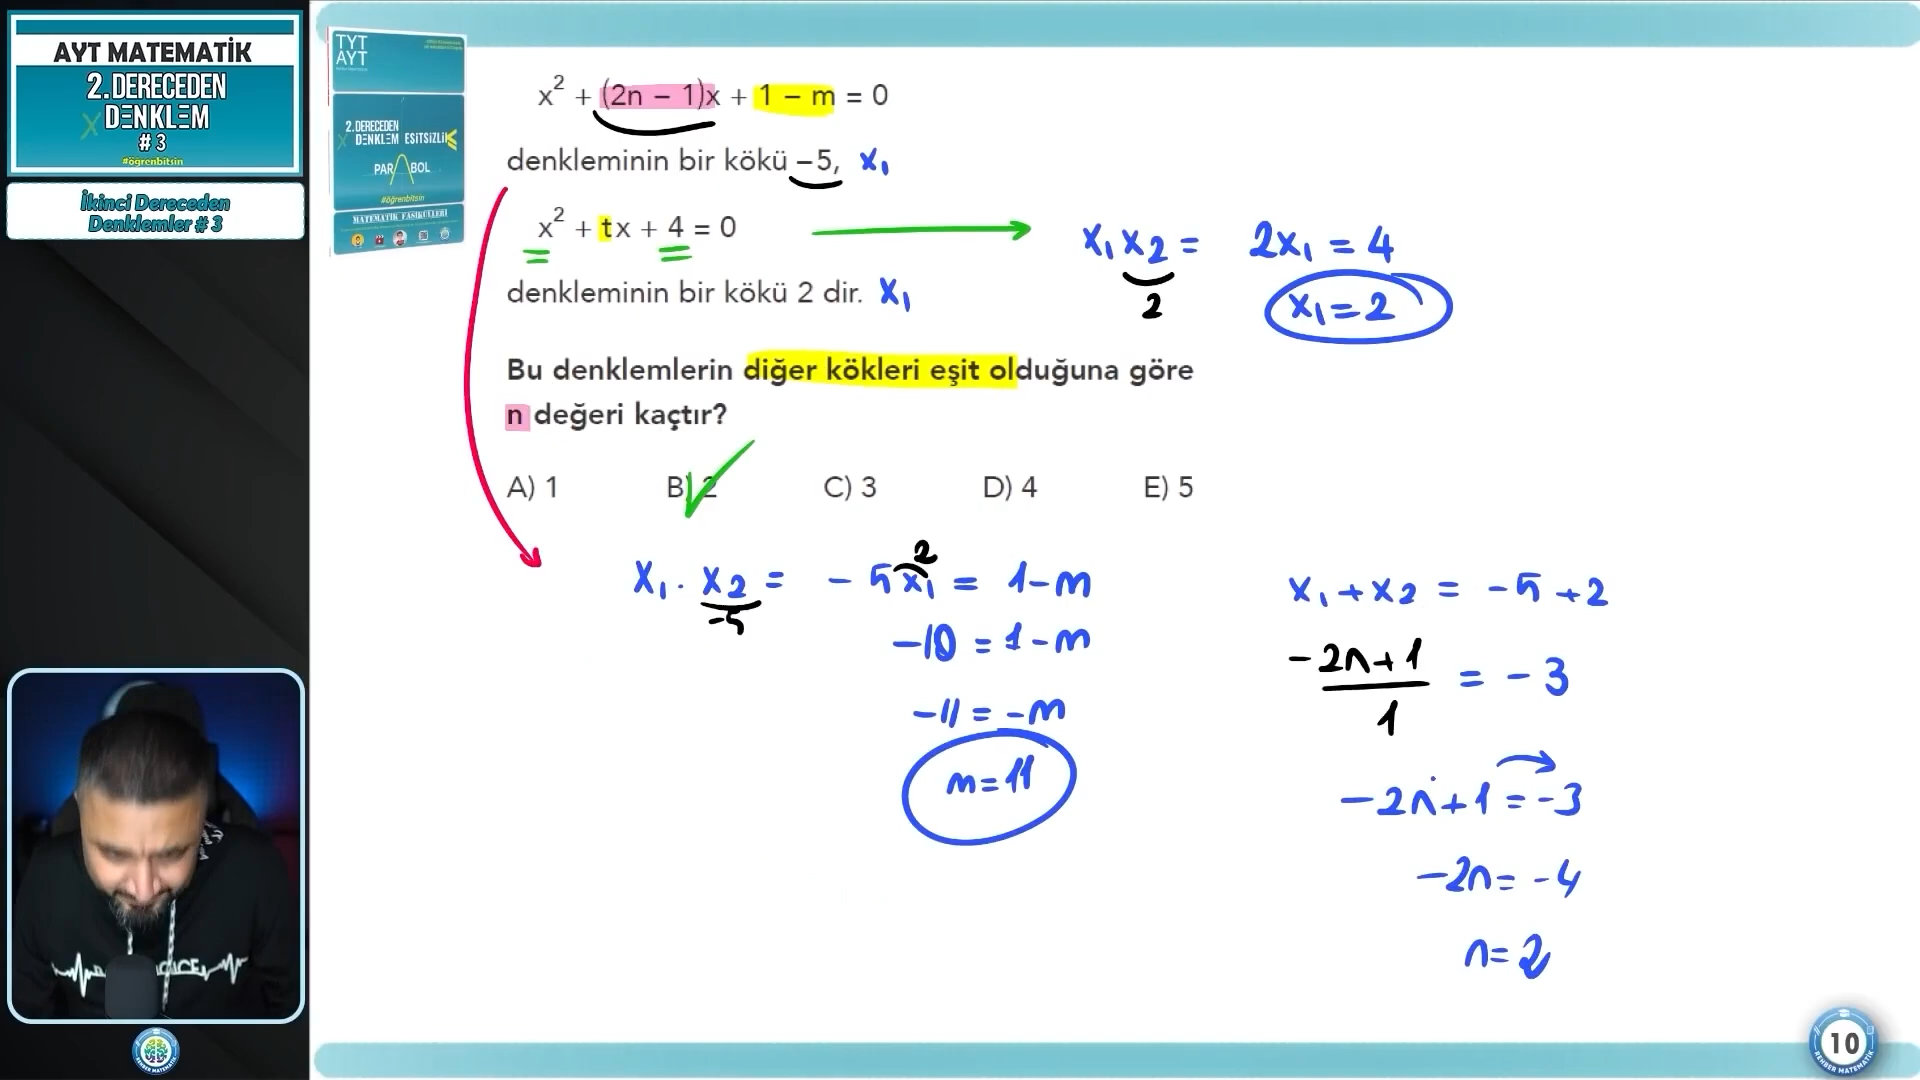 AYT MATEMATİK
2. DERECEDEN
DENKLEM
# 3
#öğrenbitsin
İkinci Dereceden
Denklemler # 3
TYT
AYT
2. DERECEDEN
DENKLEM EŞİTSİZLİK
PARABOL
#öğrenbitsin
MATEMATİK FASİKÜLLERİ
x² + (2n − 1)x + 1 − m = 0
denkleminin bir kökü −5, x₁
x² + tx + 4 = 0
denkleminin bir kökü 2 dir. x₁
x₁x₂ = 2x₁ = 4
2
x₁ = 2
Bu denklemlerin diğer kökleri eşit olduğuna göre
n değeri kaçtır?
A) 1 B) 2 C) 3 D) 4 E) 5
2
x₁ . x₂ = − 5x₁ = 1−m
−5
−10 = 1−m
−11 = −m
m=11
x₁ + x₂ = −5 +2
−2n+1
1
= −3
−2n+1 = −3
−2n = −4
n = 2
10
REHBER MATEMATİK
REHBER MATEMATİK